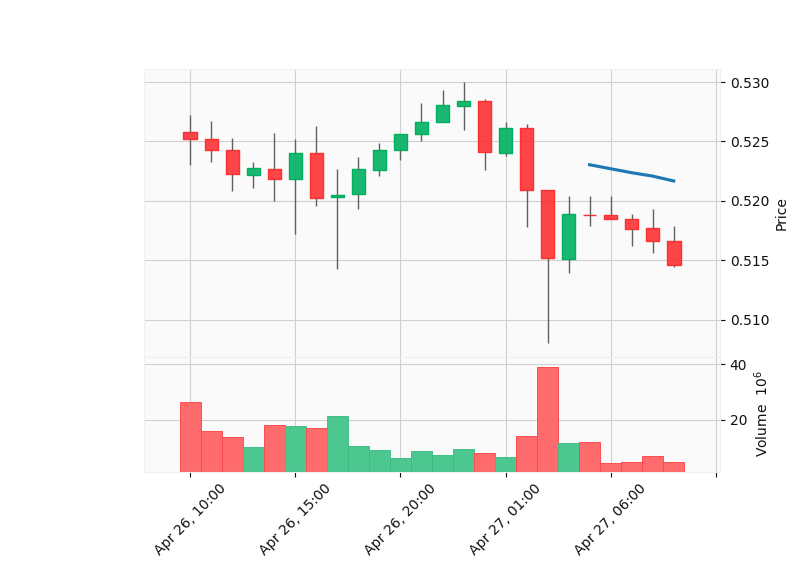 0.530
0.525
0.520
0.515
0.510
Price
40
20
Volume 10^6
Apr 26, 10:00
Apr 26, 15:00
Apr 26, 20:00
Apr 27, 01:00
Apr 27, 06:00